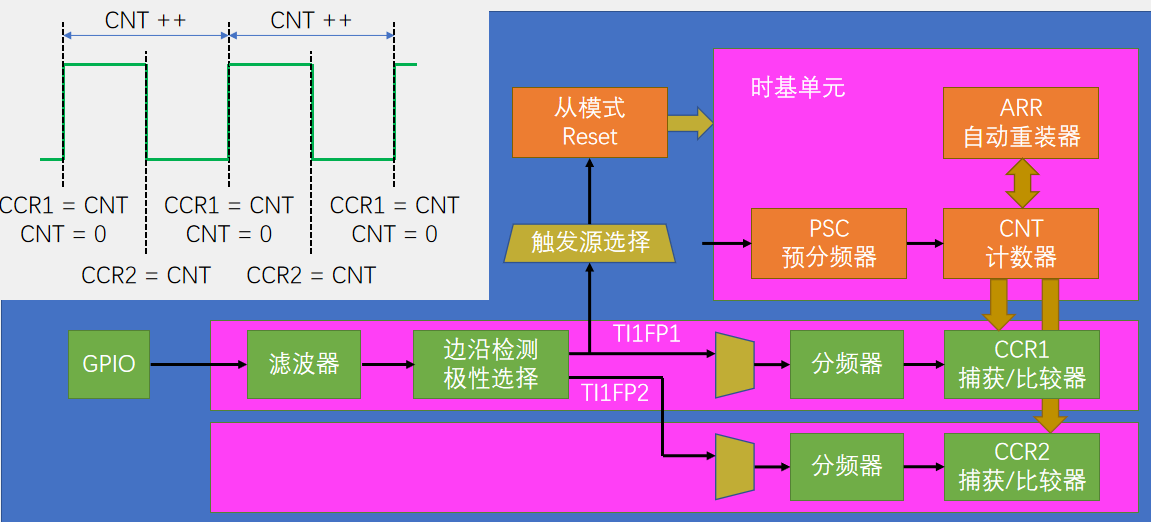 CNT ++ CNT ++
CCR1 = CNT CCR1 = CNT CCR1 = CNT
CNT = 0 CNT = 0 CNT = 0
CCR2 = CNT CCR2 = CNT
时基单元
从模式
Reset
ARR
自动重装器
触发源选择
PSC
预分频器
CNT
计数器
GPIO
滤波器
边沿检测
极性选择
TI1FP1
TI1FP2
分频器
CCR1
捕获/比较器
分频器
CCR2
捕获/比较器